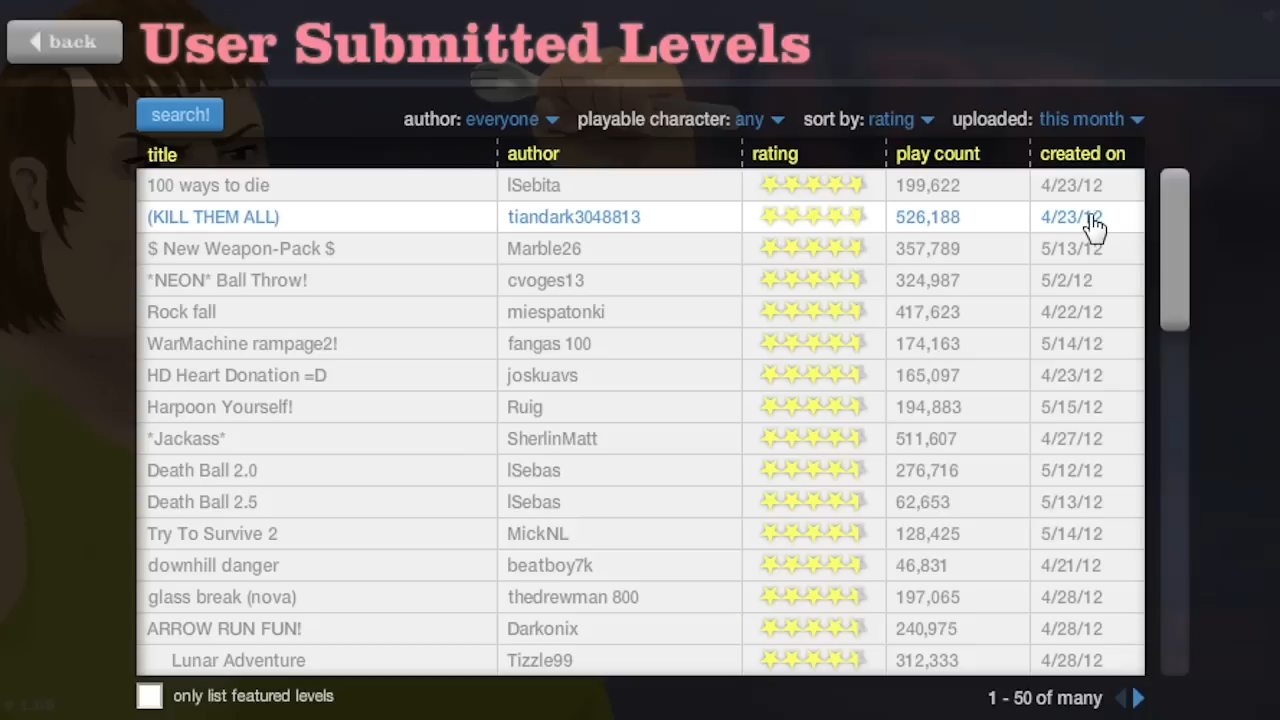 back
User Submitted Levels
search!
author: everyone playable character: any sort by: rating uploaded: this month
title author rating play count created on
100 ways to die lSebita 199,622 4/23/12
(KILL THEM ALL) tiandark3048813 526,188 4/23/12
$ New Weapon-Pack $ Marble26 357,789 5/13/12
*NEON* Ball Throw! cvoges13 324,987 5/2/12
Rock fall miespatonki 417,623 4/22/12
WarMachine rampage2! fangas 100 174,163 5/14/12
HD Heart Donation =D joskuavs 165,097 4/23/12
Harpoon Yourself! Ruig 194,883 5/15/12
*Jackass* SherlinMatt 511,607 4/27/12
Death Ball 2.0 lSebas 276,716 5/12/12
Death Ball 2.5 lSebas 62,653 5/13/12
Try To Survive 2 MickNL 128,425 5/14/12
downhill danger beatboy7k 46,831 4/21/12
glass break (nova) thedrewman 800 197,065 4/28/12
ARROW RUN FUN! Darkonix 240,975 4/28/12
Lunar Adventure Tizzle99 312,333 4/28/12
only list featured levels
1 - 50 of many